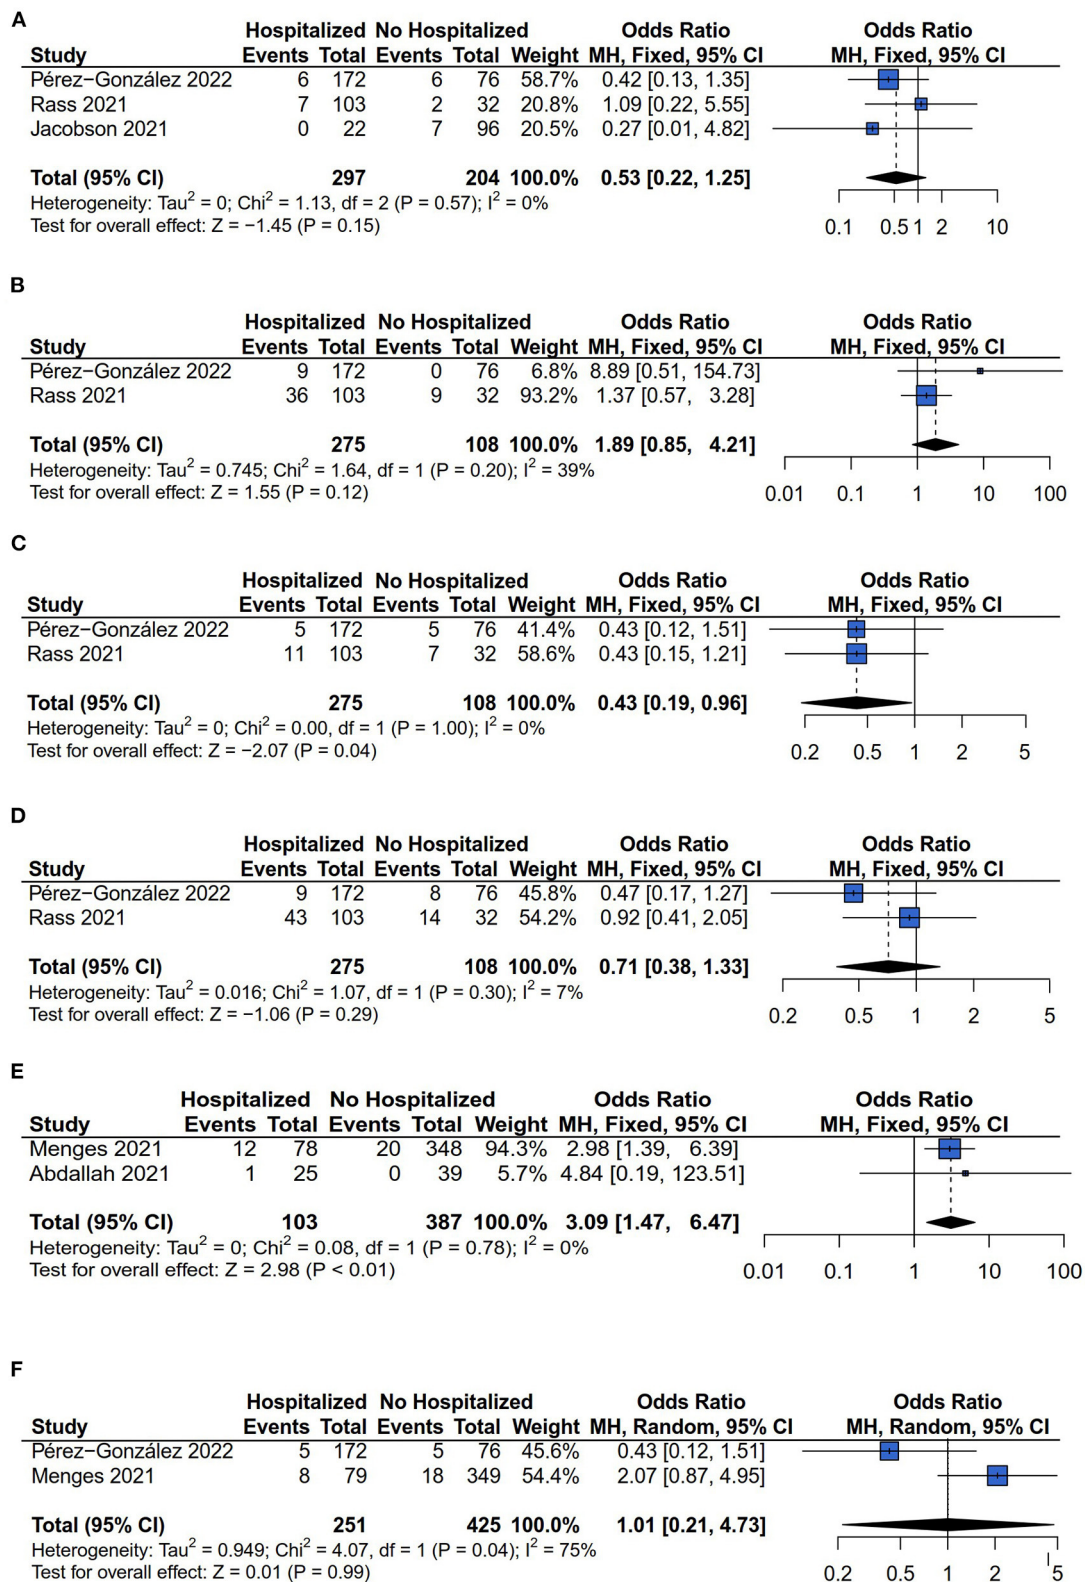 A
Hospitalized No Hospitalized Odds Ratio Odds Ratio
Study Events Total Events Total Weight MH, Fixed, 95% CI MH, Fixed, 95% CI
Pérez−González 2022 6 172 6 76 58.7% 0.42 [0.13, 1.35]
Rass 2021 7 103 2 32 20.8% 1.09 [0.22, 5.55]
Jacobson 2021 0 22 7 96 20.5% 0.27 [0.01, 4.82]
Total (95% CI) 297 204 100.0% 0.53 [0.22, 1.25]
Heterogeneity: Tau² = 0; Chi² = 1.13, df = 2 (P = 0.57); I² = 0%
Test for overall effect: Z = −1.45 (P = 0.15)
0.1 0.5 1 2 10
B
Hospitalized No Hospitalized Odds Ratio Odds Ratio
Study Events Total Events Total Weight MH, Fixed, 95% CI MH, Fixed, 95% CI
Pérez−González 2022 9 172 0 76 6.8% 8.89 [0.51, 154.73]
Rass 2021 36 103 9 32 93.2% 1.37 [0.57, 3.28]
Total (95% CI) 275 108 100.0% 1.89 [0.85, 4.21]
Heterogeneity: Tau² = 0.745; Chi² = 1.64, df = 1 (P = 0.20); I² = 39%
Test for overall effect: Z = 1.55 (P = 0.12)
0.01 0.1 1 10 100
C
Hospitalized No Hospitalized Odds Ratio Odds Ratio
Study Events Total Events Total Weight MH, Fixed, 95% CI MH, Fixed, 95% CI
Pérez−González 2022 5 172 5 76 41.4% 0.43 [0.12, 1.51]
Rass 2021 11 103 7 32 58.6% 0.43 [0.15, 1.21]
Total (95% CI) 275 108 100.0% 0.43 [0.19, 0.96]
Heterogeneity: Tau² = 0; Chi² = 0.00, df = 1 (P = 1.00); I² = 0%
Test for overall effect: Z = −2.07 (P = 0.04)
0.2 0.5 1 2 5
D
Hospitalized No Hospitalized Odds Ratio Odds Ratio
Study Events Total Events Total Weight MH, Fixed, 95% CI MH, Fixed, 95% CI
Pérez−González 2022 9 172 8 76 45.8% 0.47 [0.17, 1.27]
Rass 2021 43 103 14 32 54.2% 0.92 [0.41, 2.05]
Total (95% CI) 275 108 100.0% 0.71 [0.38, 1.33]
Heterogeneity: Tau² = 0.016; Chi² = 1.07, df = 1 (P = 0.30); I² = 7%
Test for overall effect: Z = −1.06 (P = 0.29)
0.2 0.5 1 2 5
E
Hospitalized No Hospitalized Odds Ratio Odds Ratio
Study Events Total Events Total Weight MH, Fixed, 95% CI MH, Fixed, 95% CI
Menges 2021 12 78 20 348 94.3% 2.98 [1.39, 6.39]
Abdallah 2021 1 25 0 39 5.7% 4.84 [0.19, 123.51]
Total (95% CI) 103 387 100.0% 3.09 [1.47, 6.47]
Heterogeneity: Tau² = 0; Chi² = 0.08, df = 1 (P = 0.78); I² = 0%
Test for overall effect: Z = 2.98 (P < 0.01)
0.01 0.1 1 10 100
F
Hospitalized No Hospitalized Odds Ratio Odds Ratio
Study Events Total Events Total Weight MH, Random, 95% CI MH, Random, 95% CI
Pérez−González 2022 5 172 5 76 45.6% 0.43 [0.12, 1.51]
Menges 2021 8 79 18 349 54.4% 2.07 [0.87, 4.95]
Total (95% CI) 251 425 100.0% 1.01 [0.21, 4.73]
Heterogeneity: Tau² = 0.949; Chi² = 4.07, df = 1 (P = 0.04); I² = 75%
Test for overall effect: Z = 0.01 (P = 0.99)
0.2 0.5 1 2 5